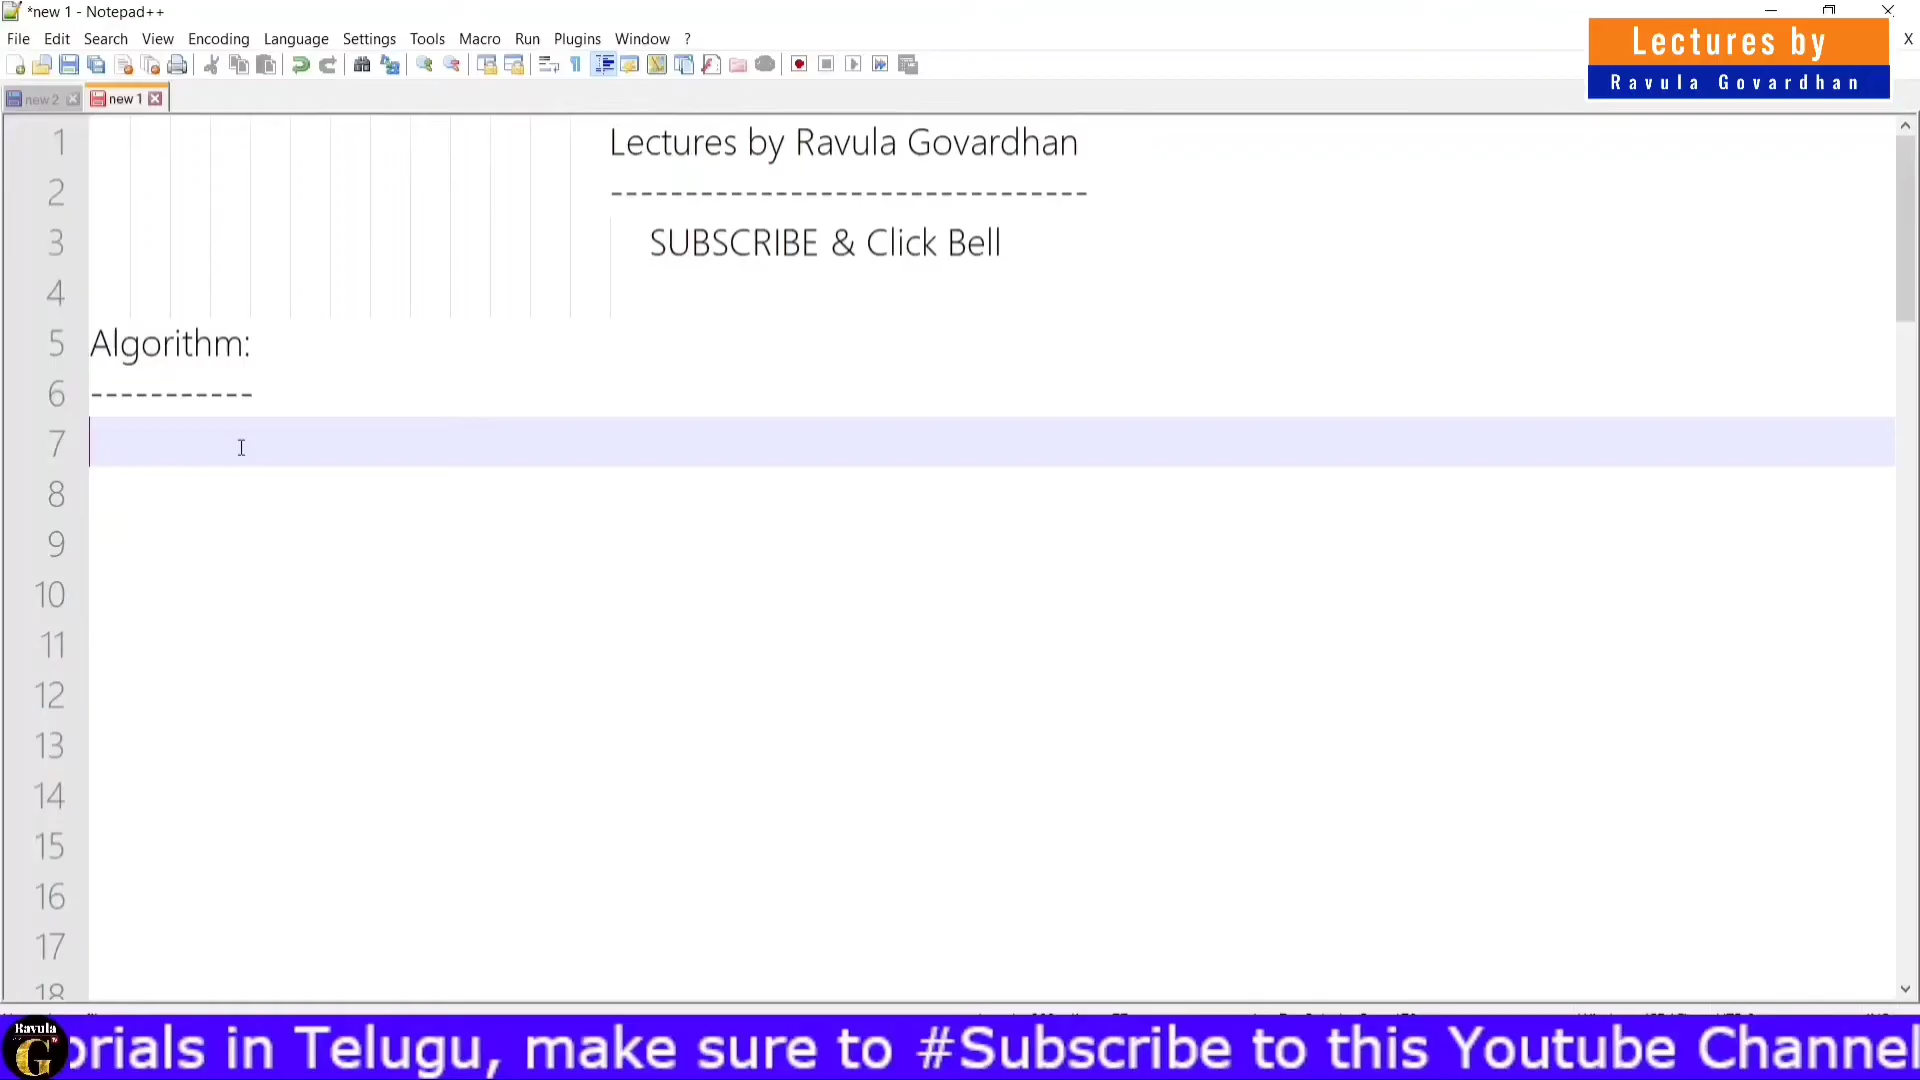 *new 1 - Notepad++
File Edit Search View Encoding Language Settings Tools Macro Run Plugins Window ?
X
Lectures by
Ravula Govardhan
new 2 new 1
1 Lectures by Ravula Govardhan
2 --------------------------------
3 SUBSCRIBE & Click Bell
4
5 Algorithm:
6 -----------
7
8
9
10
11
12
13
14
15
16
17
18
Ravula
G
orials in Telugu, make sure to #Subscribe to this Youtube Channel